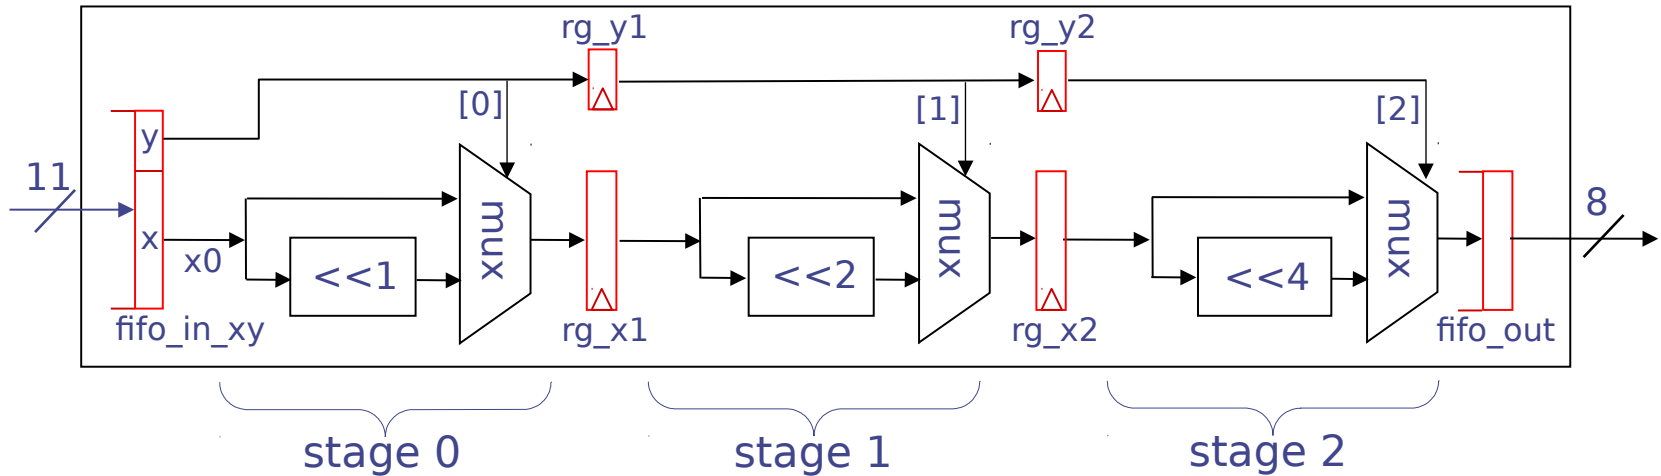 rg_y1
rg_y2
[0]
[1]
[2]
y
11
8
x
x0
<<1
mux
<<2
mux
<<4
mux
fifo_in_xy
rg_x1
rg_x2
fifo_out
stage 0
stage 1
stage 2